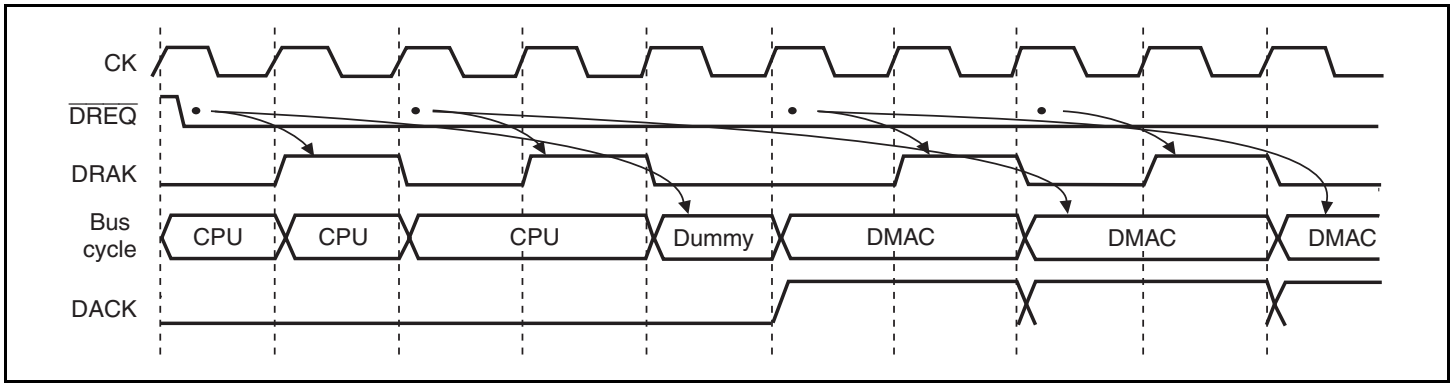 CK
DREQ
DRAK
Bus
cycle
CPU CPU CPU Dummy DMAC DMAC DMAC
DACK